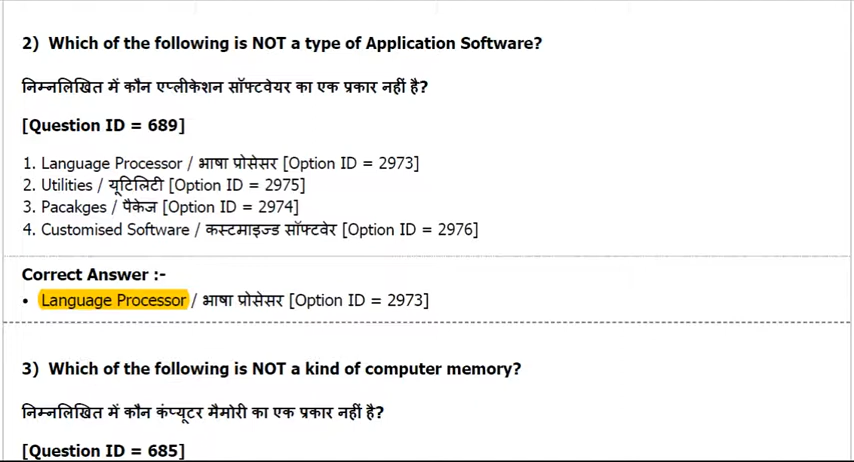 2) Which of the following is NOT a type of Application Software?
निम्नलिखित में कौन एप्लीकेशन सॉफ्टवेयर का एक प्रकार नहीं है?
[Question ID = 689]
1. Language Processor / भाषा प्रोसेसर [Option ID = 2973]
2. Utilities / यूटिलिटी [Option ID = 2975]
3. Pacakges / पैकेज [Option ID = 2974]
4. Customised Software / कस्टमाइज्ड सॉफ्टवेर [Option ID = 2976]
Correct Answer :-
• Language Processor / भाषा प्रोसेसर [Option ID = 2973]
3) Which of the following is NOT a kind of computer memory?
निम्नलिखित में कौन कंप्यूटर मैमोरी का एक प्रकार नहीं है?
[Question ID = 685]